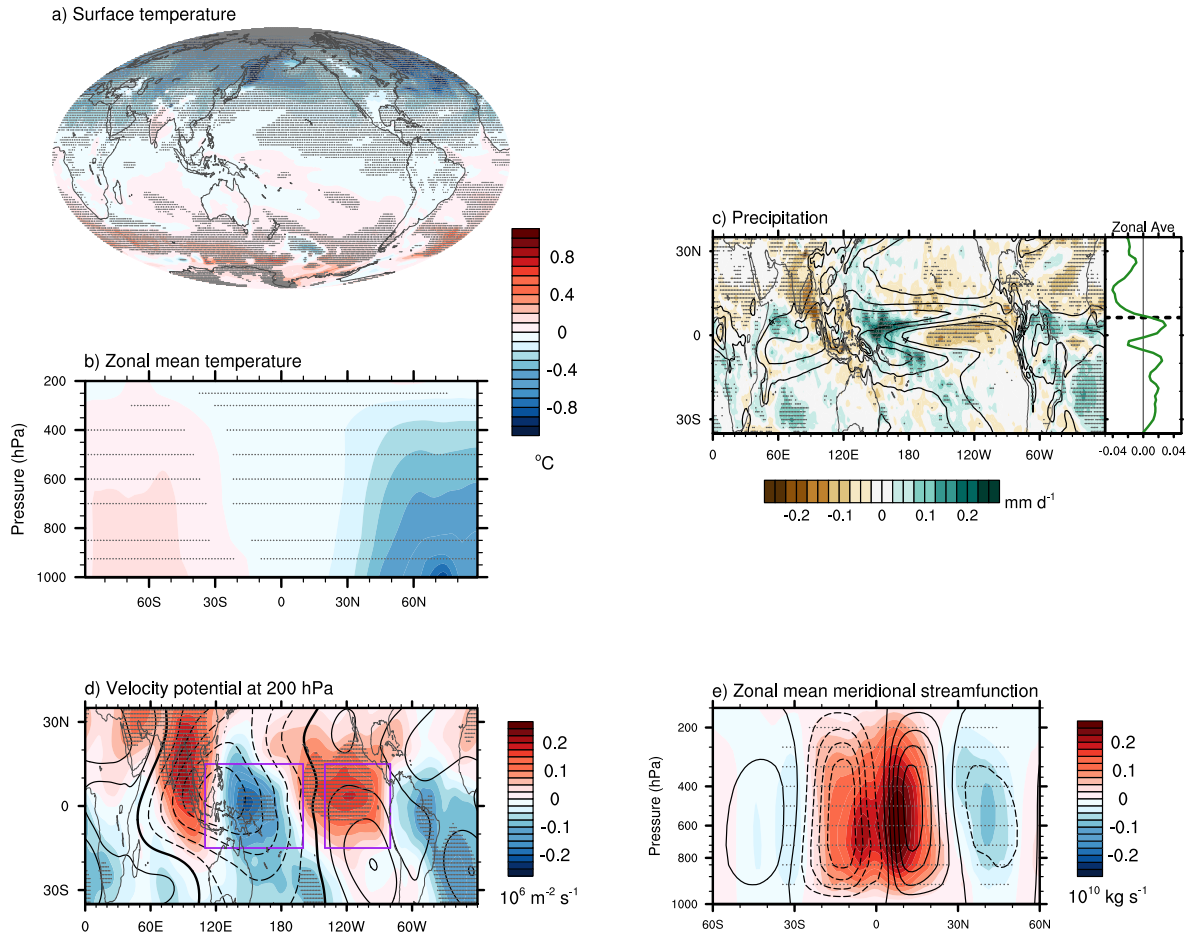 a) Surface temperature
0.8
0.4
0
-0.4
-0.8
°C
b) Zonal mean temperature
Pressure (hPa)
200
400
600
800
1000
60S 30S 0 30N 60N
c) Precipitation
Zonal Ave
30N
0
30S
0 60E 120E 180 120W 60W
-0.04 0.00 0.04
-0.2 -0.1 0 0.1 0.2
mm d⁻¹
d) Velocity potential at 200 hPa
30N
0
30S
0 60E 120E 180 120W 60W
0.2
0.1
0
-0.1
-0.2
10⁶ m⁻² s⁻¹
e) Zonal mean meridional streamfunction
Pressure (hPa)
200
400
600
840
1000
60S 30S 0 30N 60N
0.2
0.1
0
-0.1
-0.2
10¹⁰ kg s⁻¹